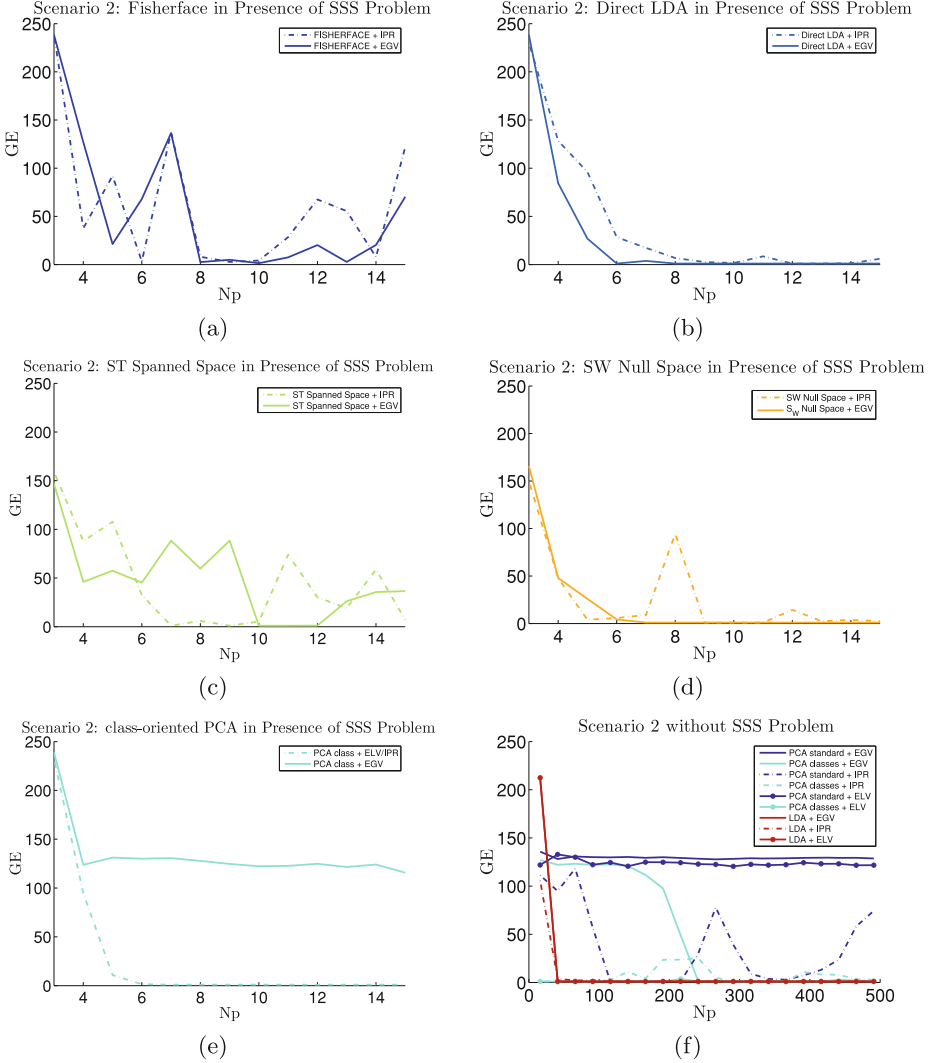 Scenario 2: Fisherface in Presence of SSS Problem
250
200
150
100
50
0
GE
FISHERFACE + IPR
FISHERFACE + EGV
4 6 8 10 12 14
Np
(a)
Scenario 2: Direct LDA in Presence of SSS Problem
250
200
150
100
50
0
GE
Direct LDA + IPR
Direct LDA + EGV
4 6 8 10 12 14
Np
(b)
Scenario 2: ST Spanned Space in Presence of SSS Problem
250
200
150
100
50
0
GE
ST Spanned Space + IPR
ST Spanned Space + EGV
4 6 8 10 12 14
Np
(c)
Scenario 2: SW Null Space in Presence of SSS Problem
250
200
150
100
50
0
GE
SW Null Space + IPR
S_W Null Space + EGV
4 6 8 10 12 14
Np
(d)
Scenario 2: class-oriented PCA in Presence of SSS Problem
250
200
150
100
50
0
GE
PCA class + ELV/IPR
PCA class + EGV
4 6 8 10 12 14
Np
(e)
Scenario 2 without SSS Problem
250
200
150
100
50
0
GE
PCA standard + EGV
PCA classes + EGV
PCA standard + IPR
PCA classes + IPR
PCA standard + ELV
PCA classes + ELV
LDA + EGV
LDA + IPR
LDA + ELV
0 100 200 300 400 500
Np
(f)